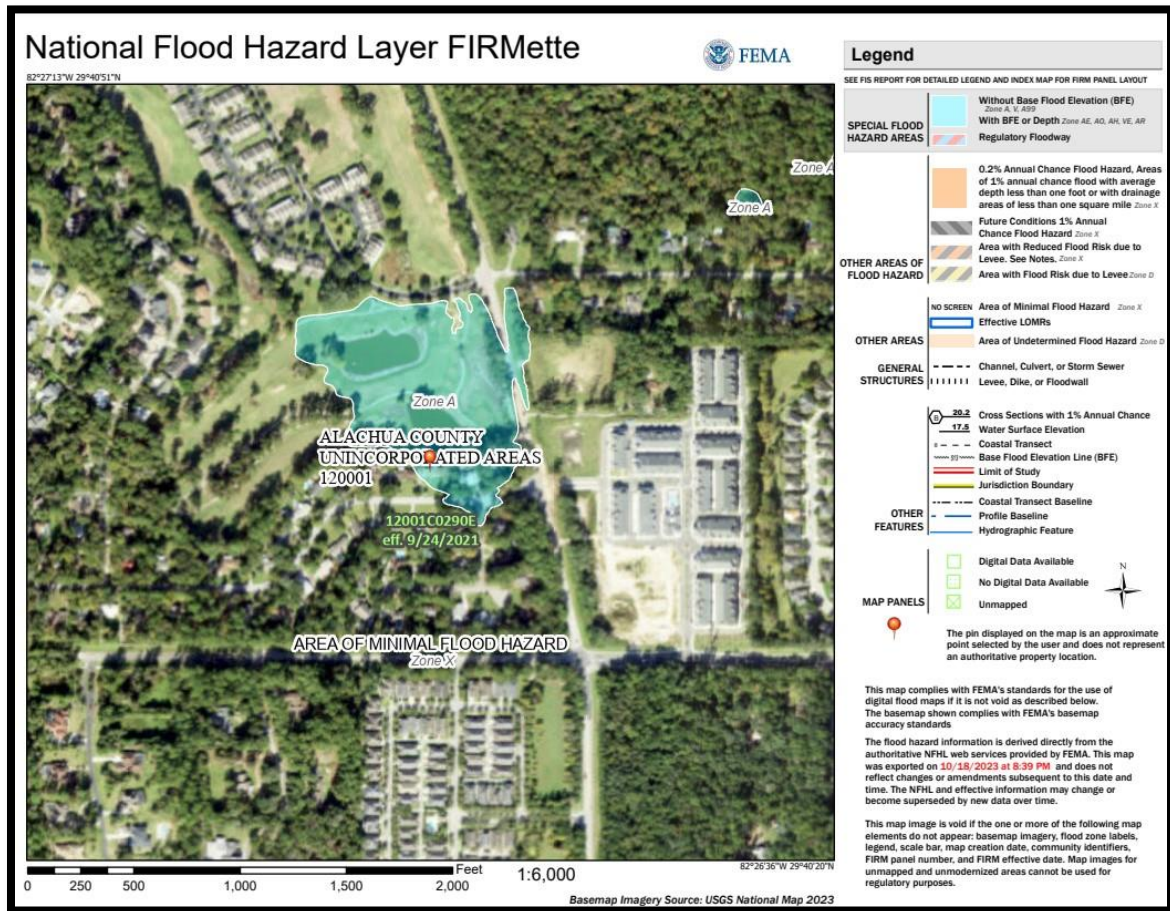 National Flood Hazard Layer FIRMette
FEMA
82°27'13"W 29°40'51"N
Zone A
Zone A
Zone A
ALACHUA COUNTY
UNINCORPORATED AREAS
120001
12001C0290E
eff. 9/24/2021
AREA OF MINIMAL FLOOD HAZARD
Zone X
82°26'36"W 29°40'20"N
Feet
1:6,000
0 250 500 1,000 1,500 2,000
Basemap Imagery Source: USGS National Map 2023
Legend
SEE FIS REPORT FOR DETAILED LEGEND AND INDEX MAP FOR FIRM PANEL LAYOUT
SPECIAL FLOOD
HAZARD AREAS
Without Base Flood Elevation (BFE)
Zone A, V, A99
With BFE or Depth Zone AE, AO, AH, VE, AR
Regulatory Floodway
OTHER AREAS OF
FLOOD HAZARD
0.2% Annual Chance Flood Hazard, Areas
of 1% annual chance flood with average
depth less than one foot or with drainage
areas of less than one square mile Zone X
Future Conditions 1% Annual
Chance Flood Hazard Zone X
Area with Reduced Flood Risk due to
Levee. See Notes. Zone X
Area with Flood Risk due to Levee Zone D
OTHER AREAS
NO SCREEN Area of Minimal Flood Hazard Zone X
Effective LOMRs
Area of Undetermined Flood Hazard Zone D
GENERAL
STRUCTURES
Channel, Culvert, or Storm Sewer
Levee, Dike, or Floodwall
OTHER
FEATURES
B 20.2 Cross Sections with 1% Annual Chance
17.5 Water Surface Elevation
8 Coastal Transect
513 Base Flood Elevation Line (BFE)
Limit of Study
Jurisdiction Boundary
Coastal Transect Baseline
Profile Baseline
Hydrographic Feature
MAP PANELS
Digital Data Available
No Digital Data Available
Unmapped
N
The pin displayed on the map is an approximate
point selected by the user and does not represent
an authoritative property location.
This map complies with FEMA's standards for the use of
digital flood maps if it is not void as described below.
The basemap shown complies with FEMA's basemap
accuracy standards
The flood hazard information is derived directly from the
authoritative NFHL web services provided by FEMA. This map
was exported on 10/18/2023 at 8:39 PM and does not
reflect changes or amendments subsequent to this date and
time. The NFHL and effective information may change or
become superseded by new data over time.
This map image is void if the one or more of the following map
elements do not appear: basemap imagery, flood zone labels,
legend, scale bar, map creation date, community identifiers,
FIRM panel number, and FIRM effective date. Map images for
unmapped and unmodernized areas cannot be used for
regulatory purposes.